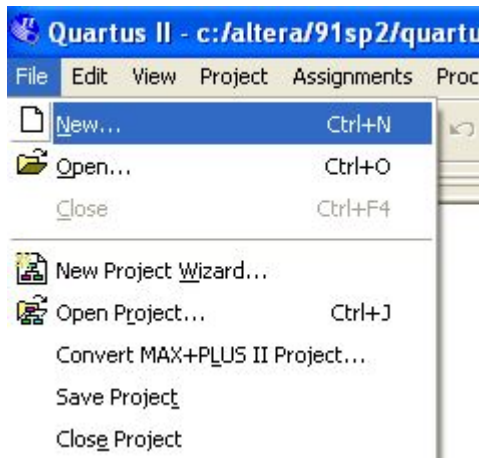 Quartus II - c:/altera/91sp2/quartu
File Edit View Project Assignments Proc
New... Ctrl+N
Open... Ctrl+O
Close Ctrl+F4
New Project Wizard...
Open Project... Ctrl+J
Convert MAX+PLUS II Project...
Save Project
Close Project